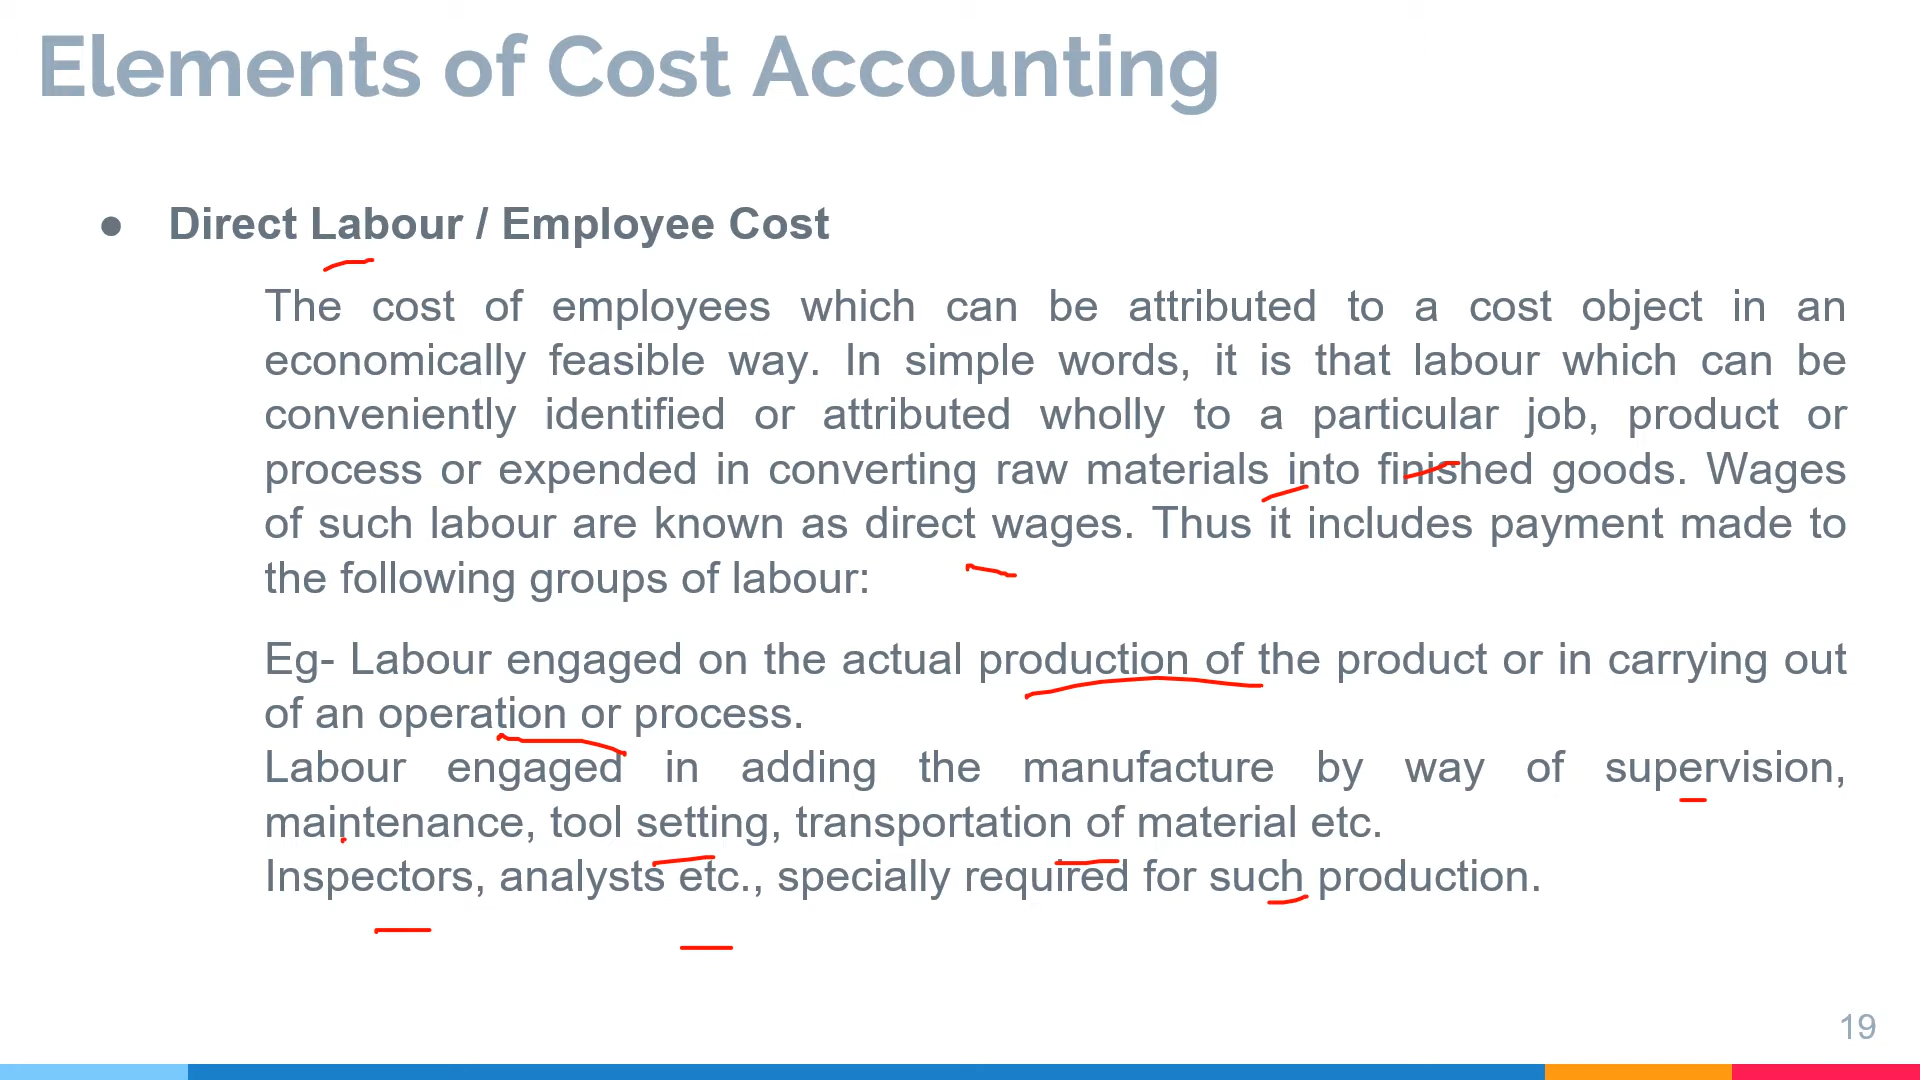 Elements of Cost Accounting
● Direct Labour / Employee Cost
The cost of employees which can be attributed to a cost object in an
economically feasible way. In simple words, it is that labour which can be
conveniently identified or attributed wholly to a particular job, product or
process or expended in converting raw materials into finished goods. Wages
of such labour are known as direct wages. Thus it includes payment made to
the following groups of labour:
Eg- Labour engaged on the actual production of the product or in carrying out
of an operation or process.
Labour engaged in adding the manufacture by way of supervision,
maintenance, tool setting, transportation of material etc.
Inspectors, analysts etc., specially required for such production.
19